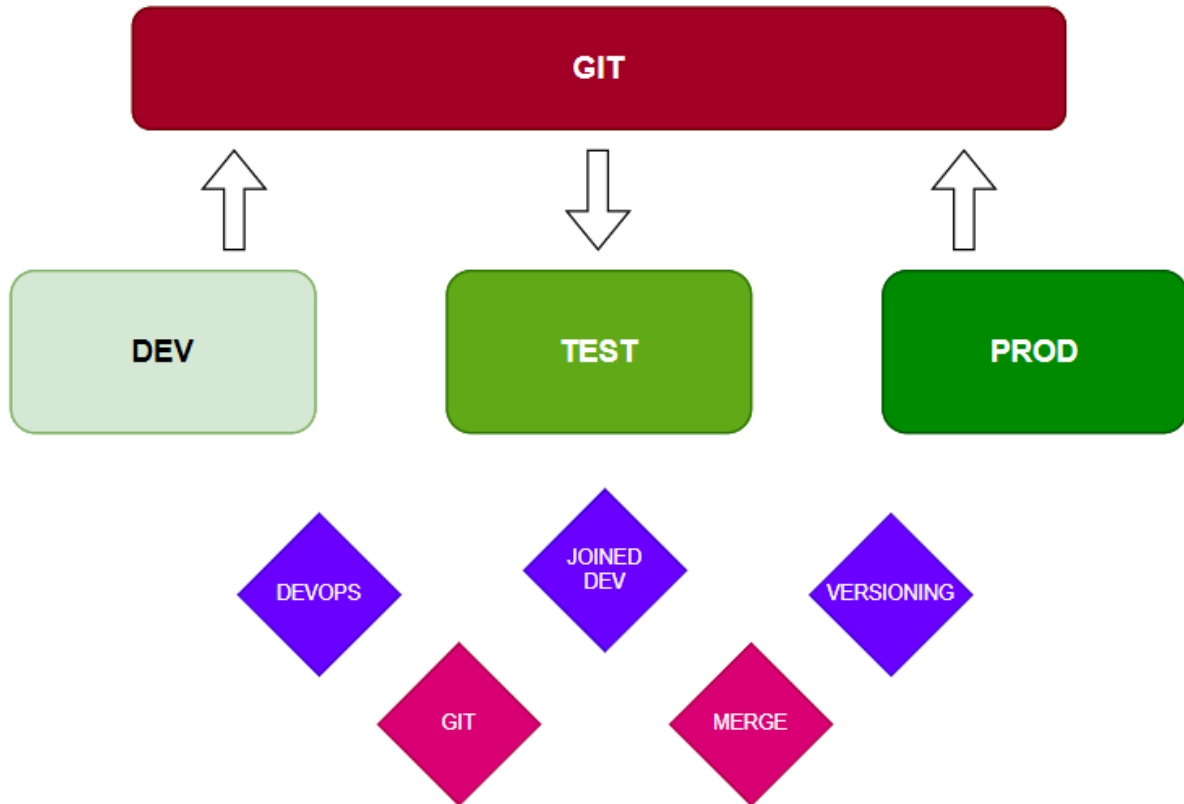 GIT
DEV
TEST
PROD
DEVOPS
JOINED
DEV
VERSIONING
GIT
MERGE